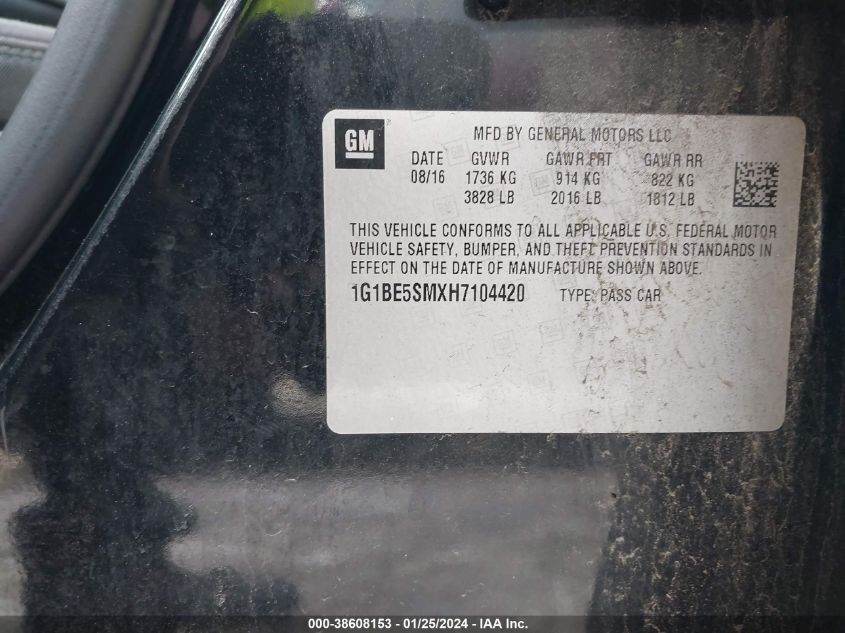 GM
MFD BY GENERAL MOTORS LLC
DATE GVWR GAWR FRT GAWR RR
08/16 1736 KG 914 KG 822 KG
3828 LB 2016 LB 1812 LB
THIS VEHICLE CONFORMS TO ALL APPLICABLE U.S. FEDERAL MOTOR
VEHICLE SAFETY, BUMPER, AND THEFT PREVENTION STANDARDS IN
EFFECT ON THE DATE OF MANUFACTURE SHOWN ABOVE.
1G1BE5SMXH7104420 TYPE: PASS CAR
000-38608153 - 01/25/2024 - IAA Inc.